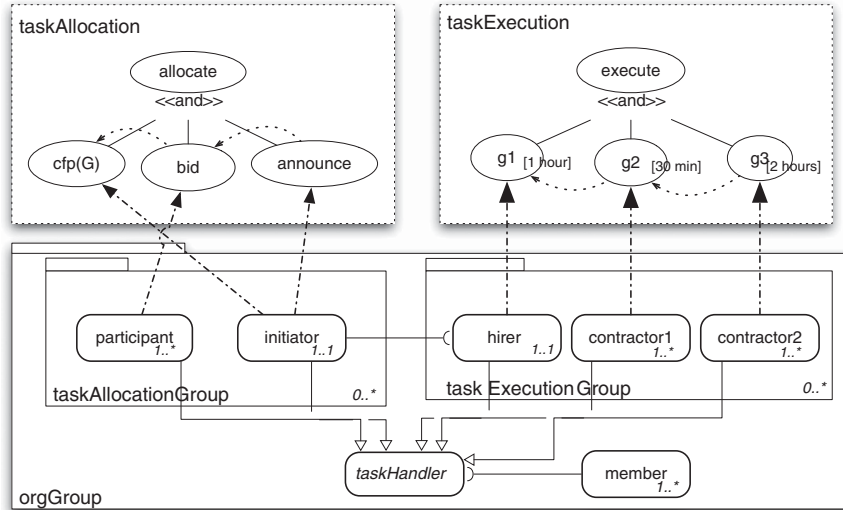 taskAllocation
allocate
<<and>>
cfp(G)
bid
announce
taskExecution
execute
<<and>>
g1 [1 hour]
g2 [30 min]
g3 [2 hours]
participant
1..*
initiator
1..1
taskAllocationGroup
0..*
hirer
1..1
contractor1
1..*
contractor2
1..*
task ExecutionGroup
0..*
taskHandler
member
1..*
orgGroup